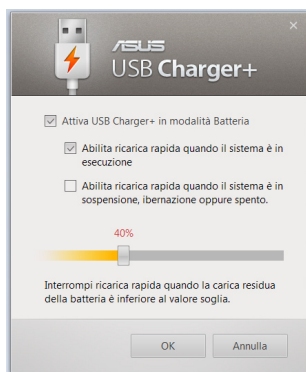 ASUS
USB Charger+
Attiva USB Charger+ in modalità Batteria
Abilita ricarica rapida quando il sistema è in
esecuzione
Abilita ricarica rapida quando il sistema è in
sospensione, ibernazione oppure spento.
40%
Interrompi ricarica rapida quando la carica residua
della batteria è inferiore al valore soglia.
OK Annulla